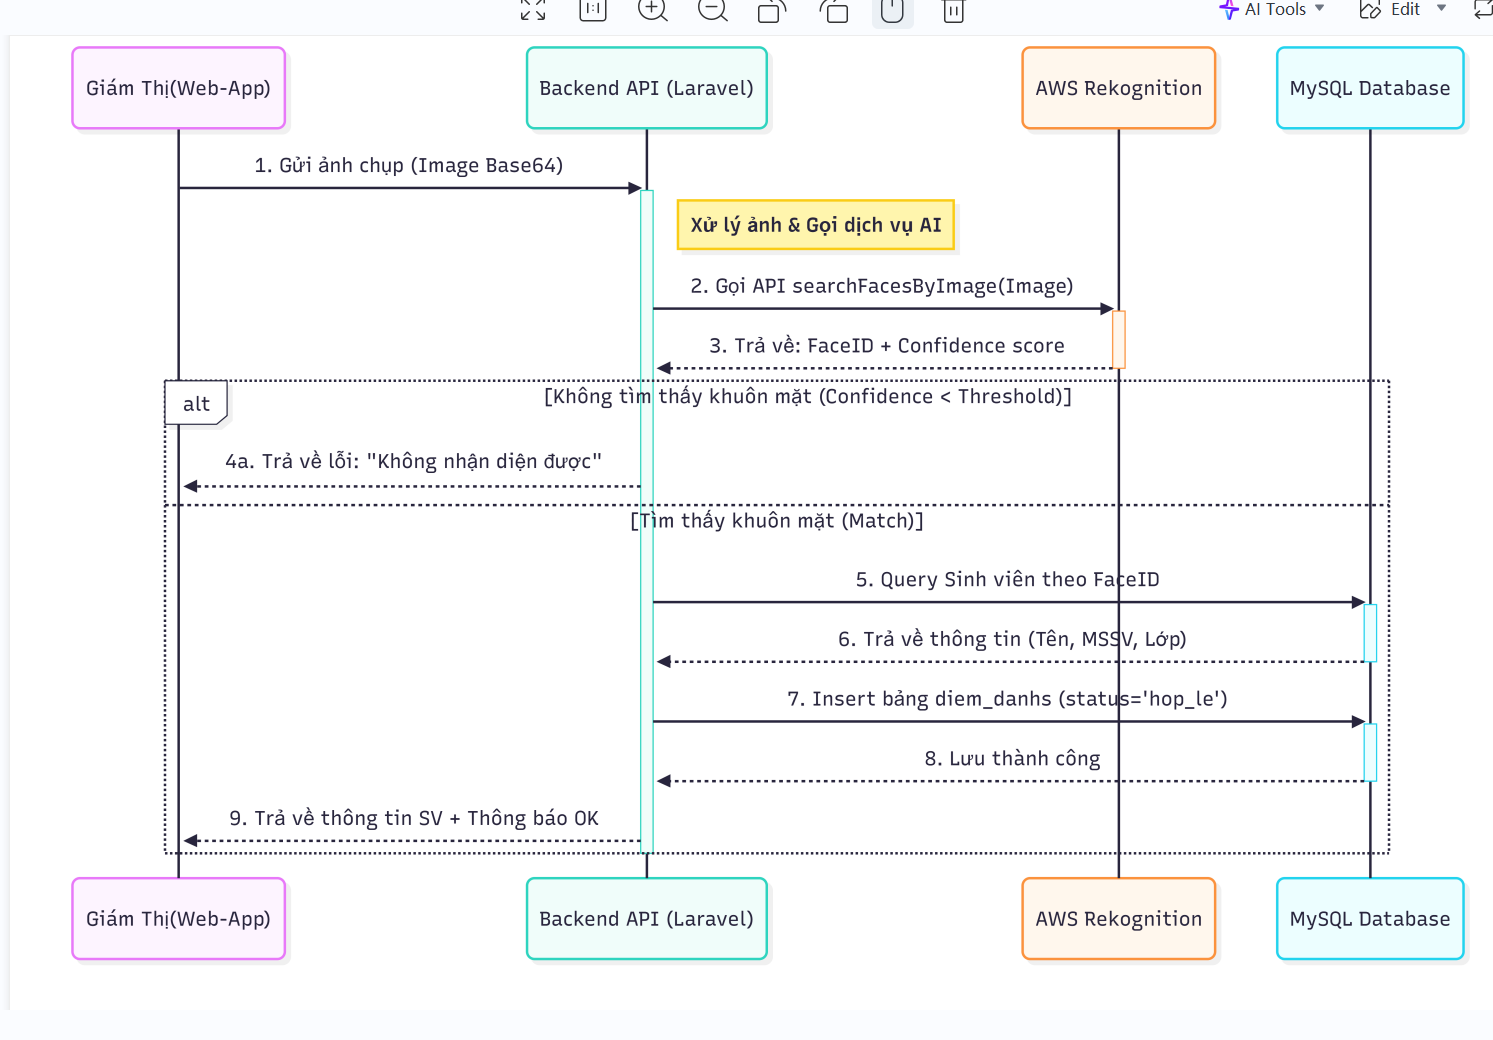 1:1
AI Tools
Edit
Giám Thị(Web-App)
Backend API (Laravel)
AWS Rekognition
MySQL Database
1. Gửi ảnh chụp (Image Base64)
Xử lý ảnh & Gọi dịch vụ AI
2. Gọi API searchFacesByImage(Image)
3. Trả về: FaceID + Confidence score
alt
[Không tìm thấy khuôn mặt (Confidence < Threshold)]
4a. Trả về lỗi: "Không nhận diện được"
[Tìm thấy khuôn mặt (Match)]
5. Query Sinh viên theo FaceID
6. Trả về thông tin (Tên, MSSV, Lớp)
7. Insert bảng diem_danhs (status='hop_le')
8. Lưu thành công
9. Trả về thông tin SV + Thông báo OK
Giám Thị(Web-App)
Backend API (Laravel)
AWS Rekognition
MySQL Database